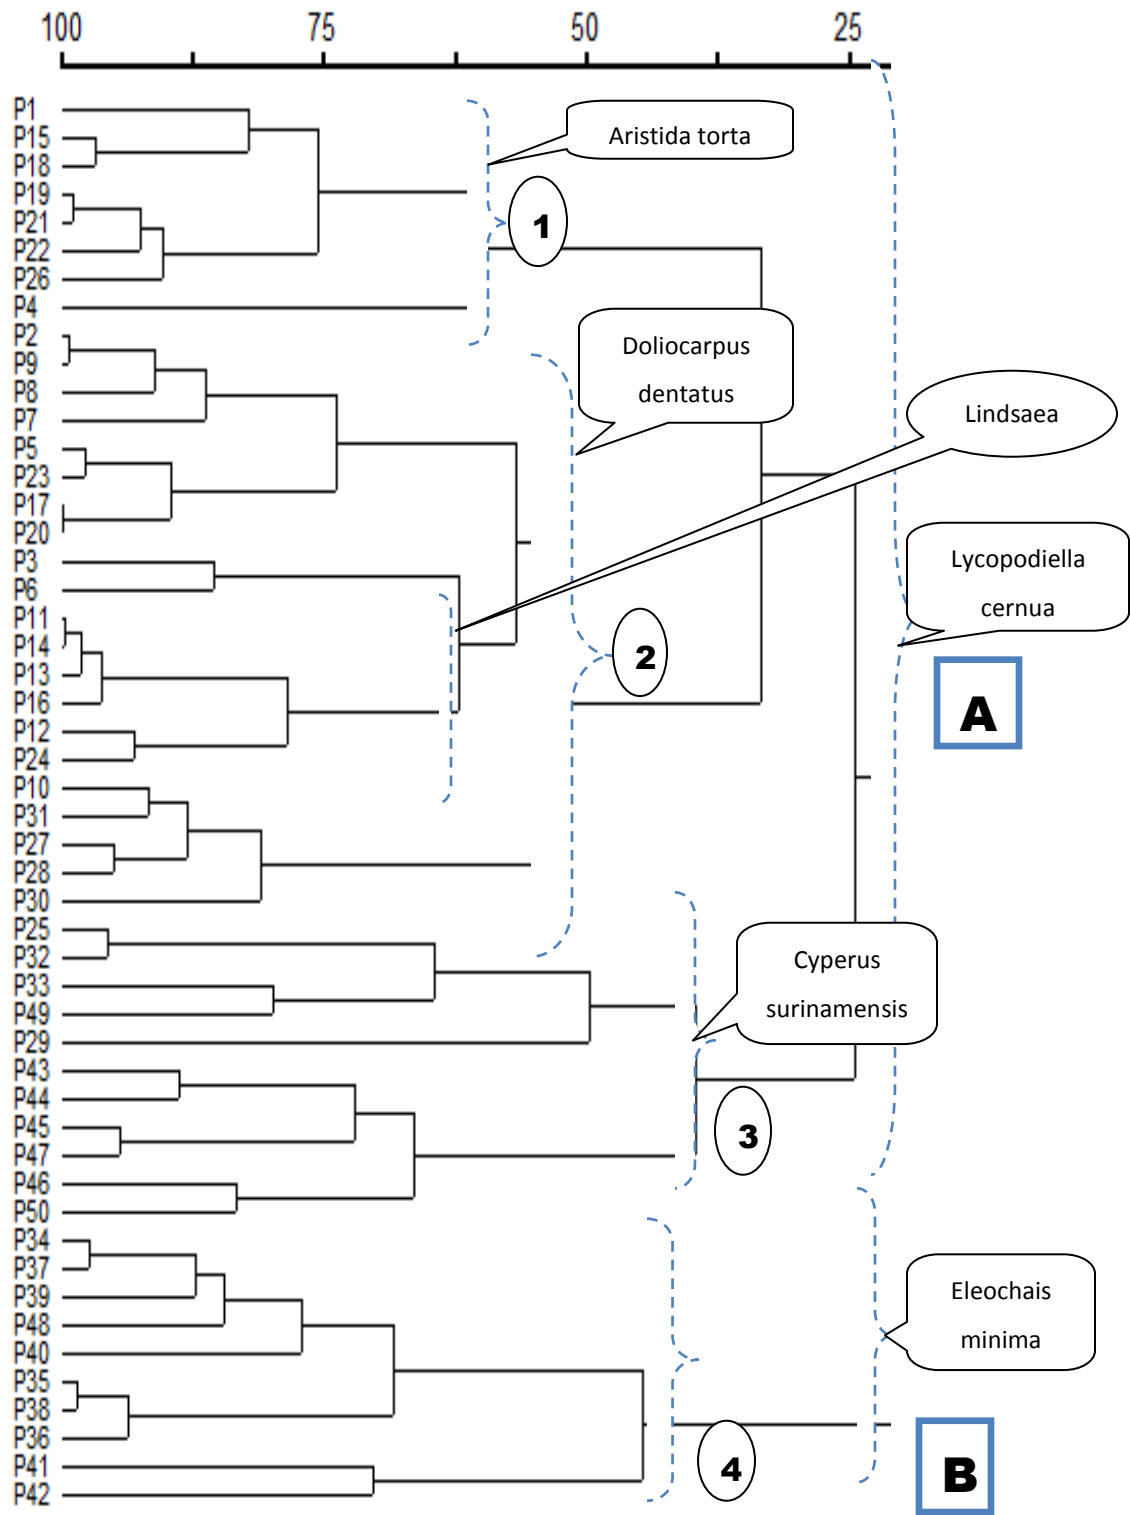 100 75 50 25
P1
P15
P18
P19
P21
P22
P26
P4
P2
P9
P8
P7
P5
P23
P17
P20
P3
P6
P11
P14
P13
P16
P12
P24
P10
P31
P27
P28
P30
P25
P32
P33
P49
P29
P43
P44
P45
P47
P46
P50
P34
P37
P39
P48
P40
P35
P38
P36
P41
P42
Aristida torta
1
Doliocarpus
dentatus
Lindsaea
Lycopodiella
cernua
2
A
Cyperus
surinamensis
3
Eleochais
minima
4
B